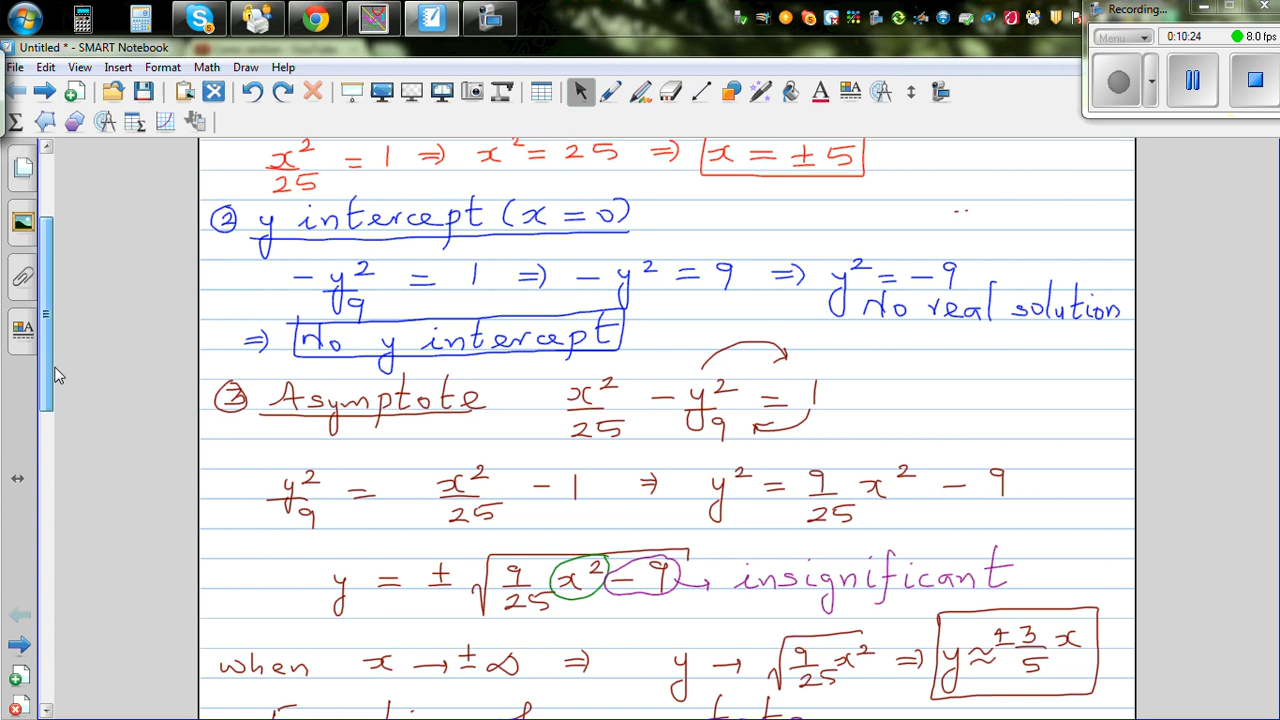 Recording...
Untitled * - SMART Notebook
Menu
0:10:24
8.0 fps
File Edit View Insert Format Math Draw Help
x²/25 = 1 ⇒ x² = 25 ⇒ x = ±5
② y intercept (x = 0)
-y²/9 = 1 ⇒ -y² = 9 ⇒ y² = -9
No real solution
⇒ No y intercept
③ Asymptote x²/25 - y²/9 = 1
y²/9 = x²/25 - 1 ⇒ y² = 9/25 x² - 9
y = ± √(9/25 x² - 9) → insignificant
when x → ±∞ ⇒ y → √(9/25 x²) ⇒ y ≈ ±3/5 x